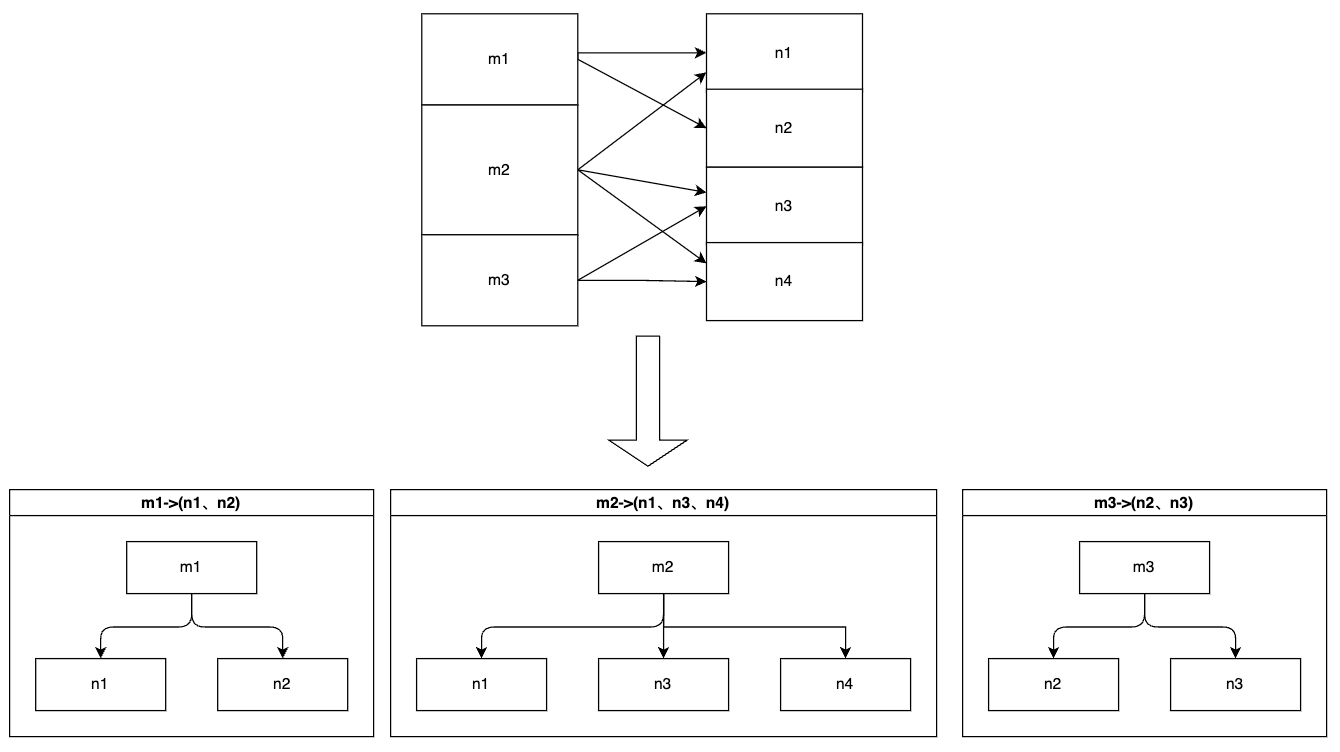 m1
n1
n2
m2
n3
m3
n4
m1->(n1、n2)
m2->(n1、n3、n4)
m3->(n2、n3)
m1
m2
m3
n1
n2
n1
n3
n4
n2
n3